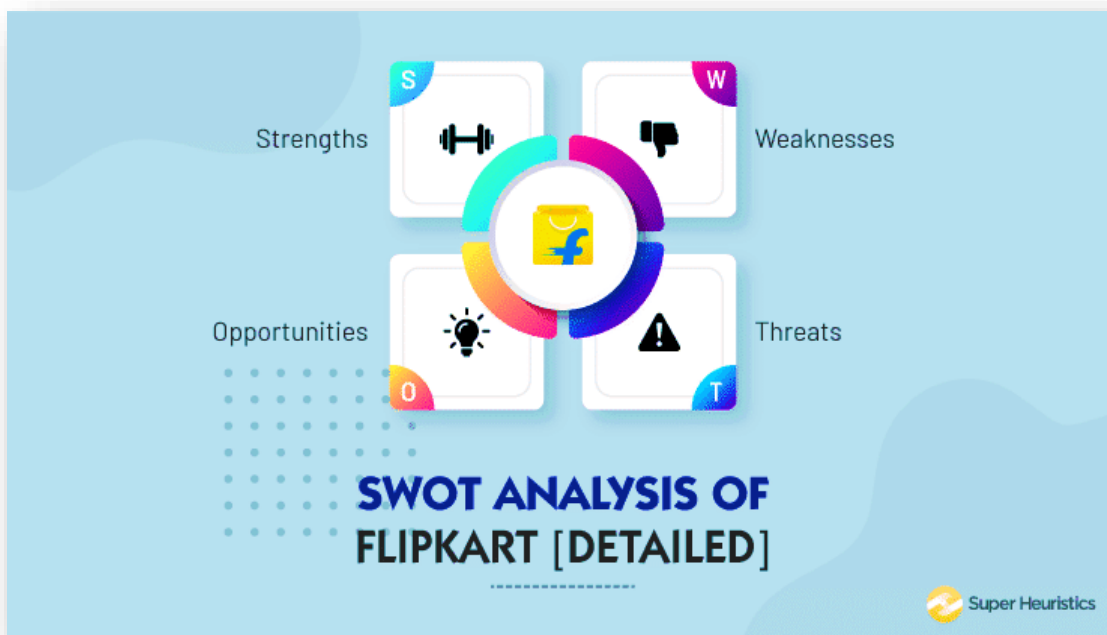 S
W
Strengths
Weaknesses
f
Opportunities
Threats
O
T
SWOT ANALYSIS OF
FLIPKART [DETAILED]
Super Heuristics